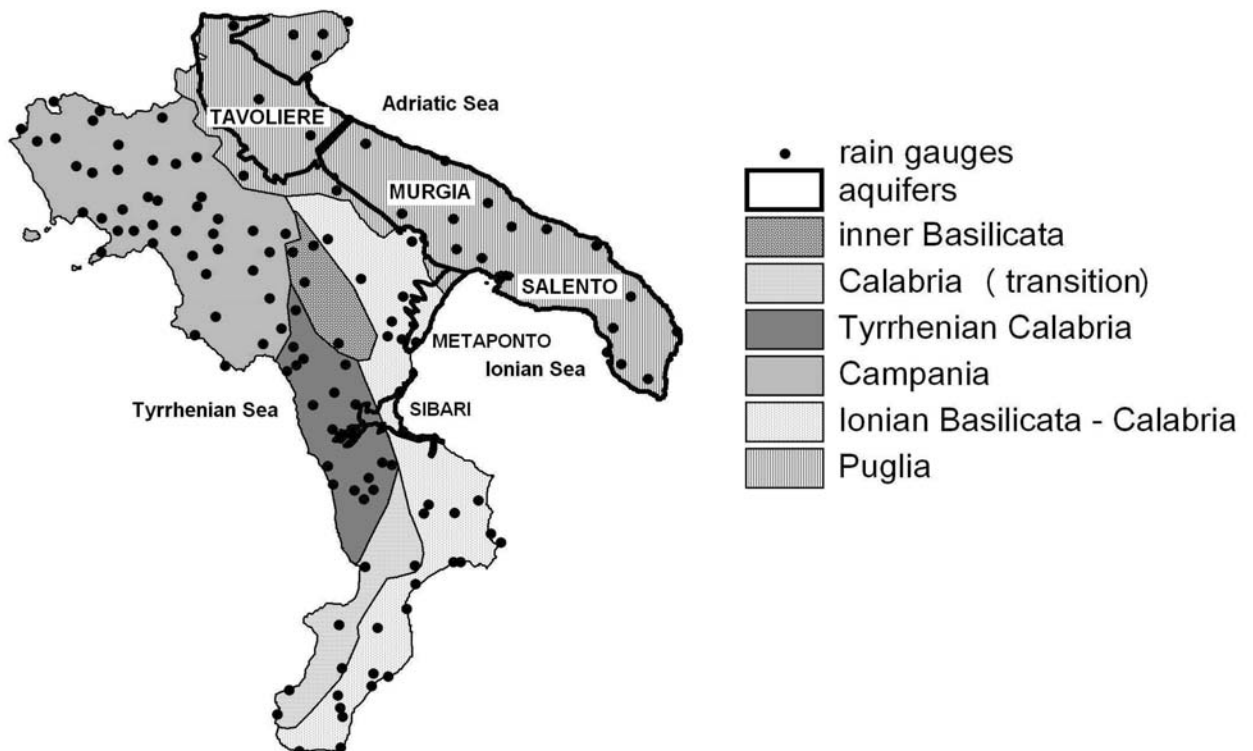 Adriatic Sea
TAVOLIERE
MURGIA
SALENTO
METAPONTO
Ionian Sea
Tyrrhenian Sea
SIBARI
rain gauges
aquifers
inner Basilicata
Calabria ( transition)
Tyrrhenian Calabria
Campania
Ionian Basilicata - Calabria
Puglia